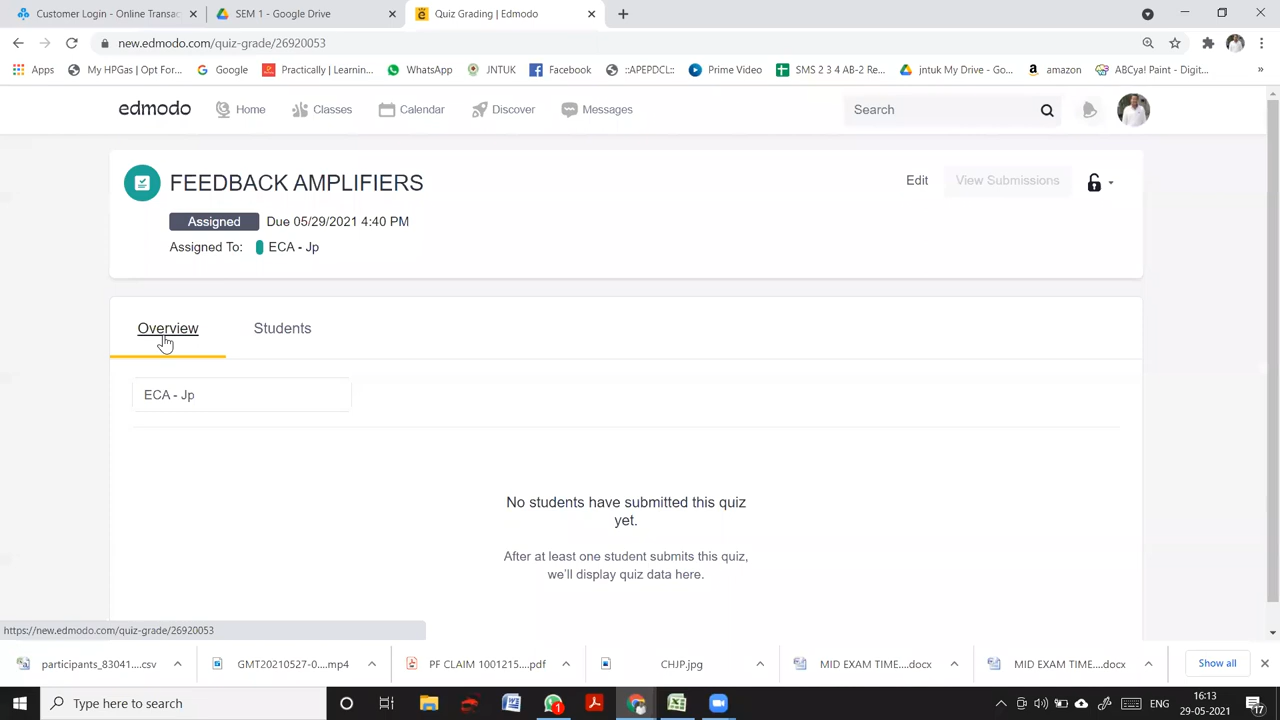 Customer Login - Online Transac
SEM 1 - Google Drive
Quiz Grading | Edmodo
new.edmodo.com/quiz-grade/26920053
Apps
My HPGas | Opt For...
Google
Practically | Learnin...
WhatsApp
JNTUK
Facebook
::APEPDCL::
Prime Video
SMS 2 3 4 AB-2 Re...
jntuk My Drive - Go...
amazon
ABCya! Paint - Digit...
»
edmodo
Home
Classes
Calendar
Discover
Messages
Search
FEEDBACK AMPLIFIERS
Edit
View Submissions
Assigned
Due 05/29/2021 4:40 PM
Assigned To:
ECA - Jp
Overview
Students
ECA - Jp
No students have submitted this quiz
yet.
After at least one student submits this quiz,
we'll display quiz data here.
https://new.edmodo.com/quiz-grade/26920053
participants_83041....csv
GMT20210527-0....mp4
PF CLAIM 1001215....pdf
CHJP.jpg
MID EXAM TIME....docx
MID EXAM TIME....docx
Show all
Type here to search
1
ENG
16:13
29-05-2021
17